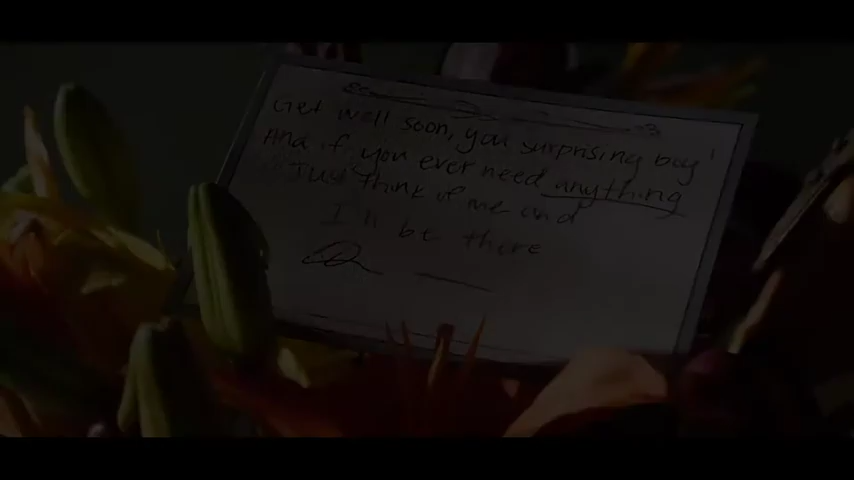 Get well soon, you surprising boy!
And if you ever need anything
Just think of me and
I'll be there